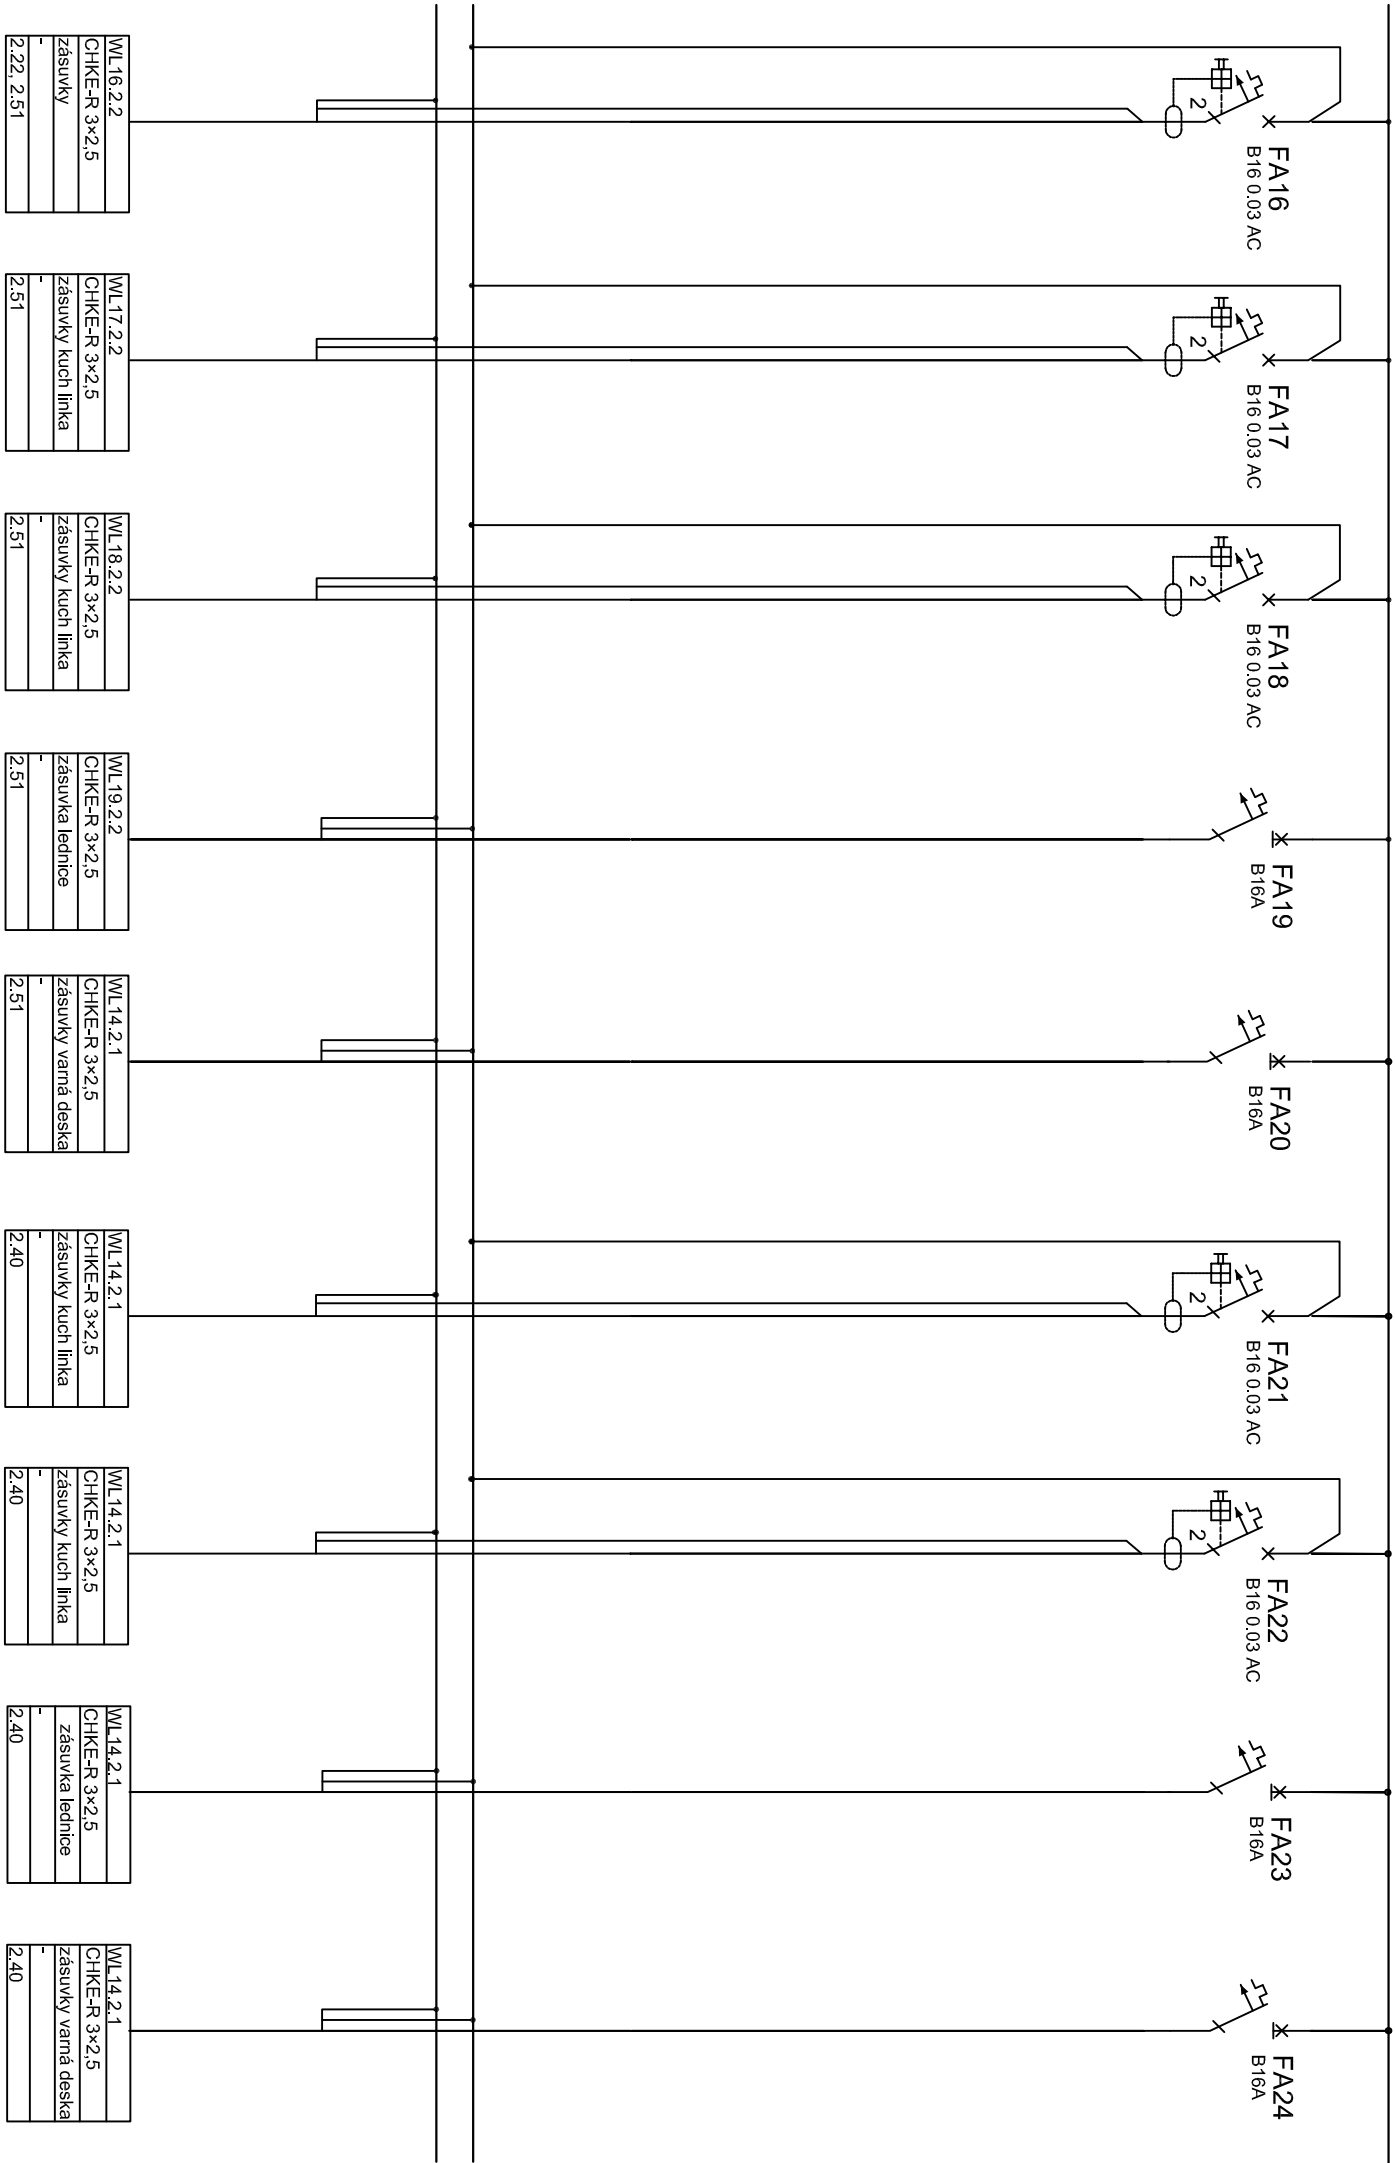 FA16
B16 0.03 AC
2
WL16.2.2
CHKE-R 3×2,5
zásuvky
-
2.22, 2.51
FA17
B16 0.03 AC
2
WL17.2.2
CHKE-R 3×2,5
zásuvky kuch linka
-
2.51
FA18
B16 0.03 AC
2
WL18.2.2
CHKE-R 3×2,5
zásuvky kuch linka
-
2.51
FA19
B16A
WL19.2.2
CHKE-R 3×2,5
zásuvka lednice
-
2.51
FA20
B16A
WL14.2.1
CHKE-R 3×2,5
zásuvky varná deska
-
2.51
FA21
B16 0.03 AC
2
WL14.2.1
CHKE-R 3×2,5
zásuvky kuch linka
-
2.40
FA22
B16 0.03 AC
2
WL14.2.1
CHKE-R 3×2,5
zásuvky kuch linka
-
2.40
FA23
B16A
WL14.2.1
CHKE-R 3×2,5
zásuvka lednice
-
2.40
FA24
B16A
WL14.2.1
CHKE-R 3×2,5
zásuvky varná deska
-
2.40